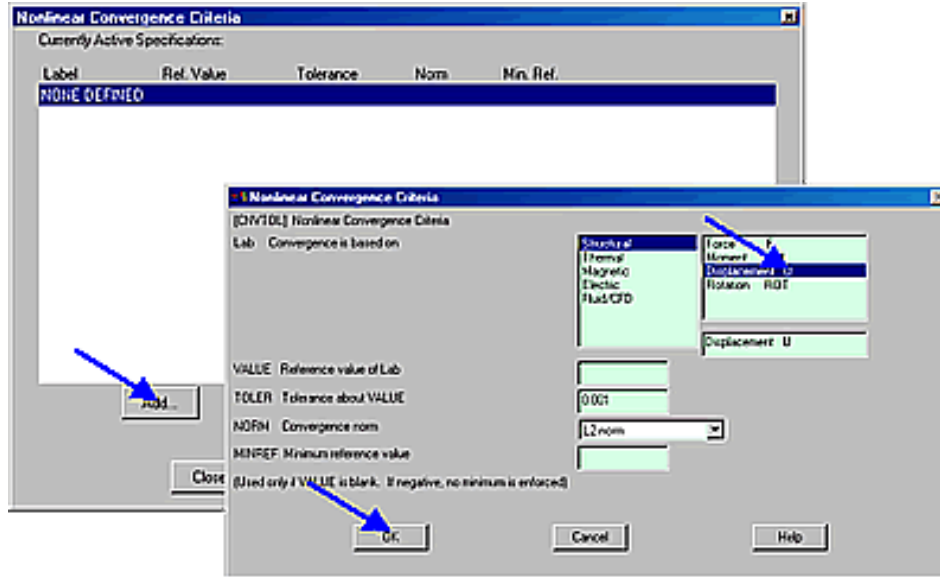 Nonlinear Convergence Criteria
Currently Active Specifications:
Label Ref. Value Tolerance Norm Min. Ref.
NONE DEFINED
Add...
Close
Nonlinear Convergence Criteria
[CNVTOL] Nonlinear Convergence Criteria
Lab Convergence is based on
Structural
Thermal
Magnetic
Electric
Fluid/CFD
Force F
Moment
Displacement U
Rotation ROT
Displacement U
VALUE Reference value of Lab
TOLER Tolerance about VALUE
0.001
NORM Convergence norm
L2 norm
MINREF Minimum reference value
(Used only if VALUE is blank. If negative, no minimum is enforced)
OK
Cancel
Help